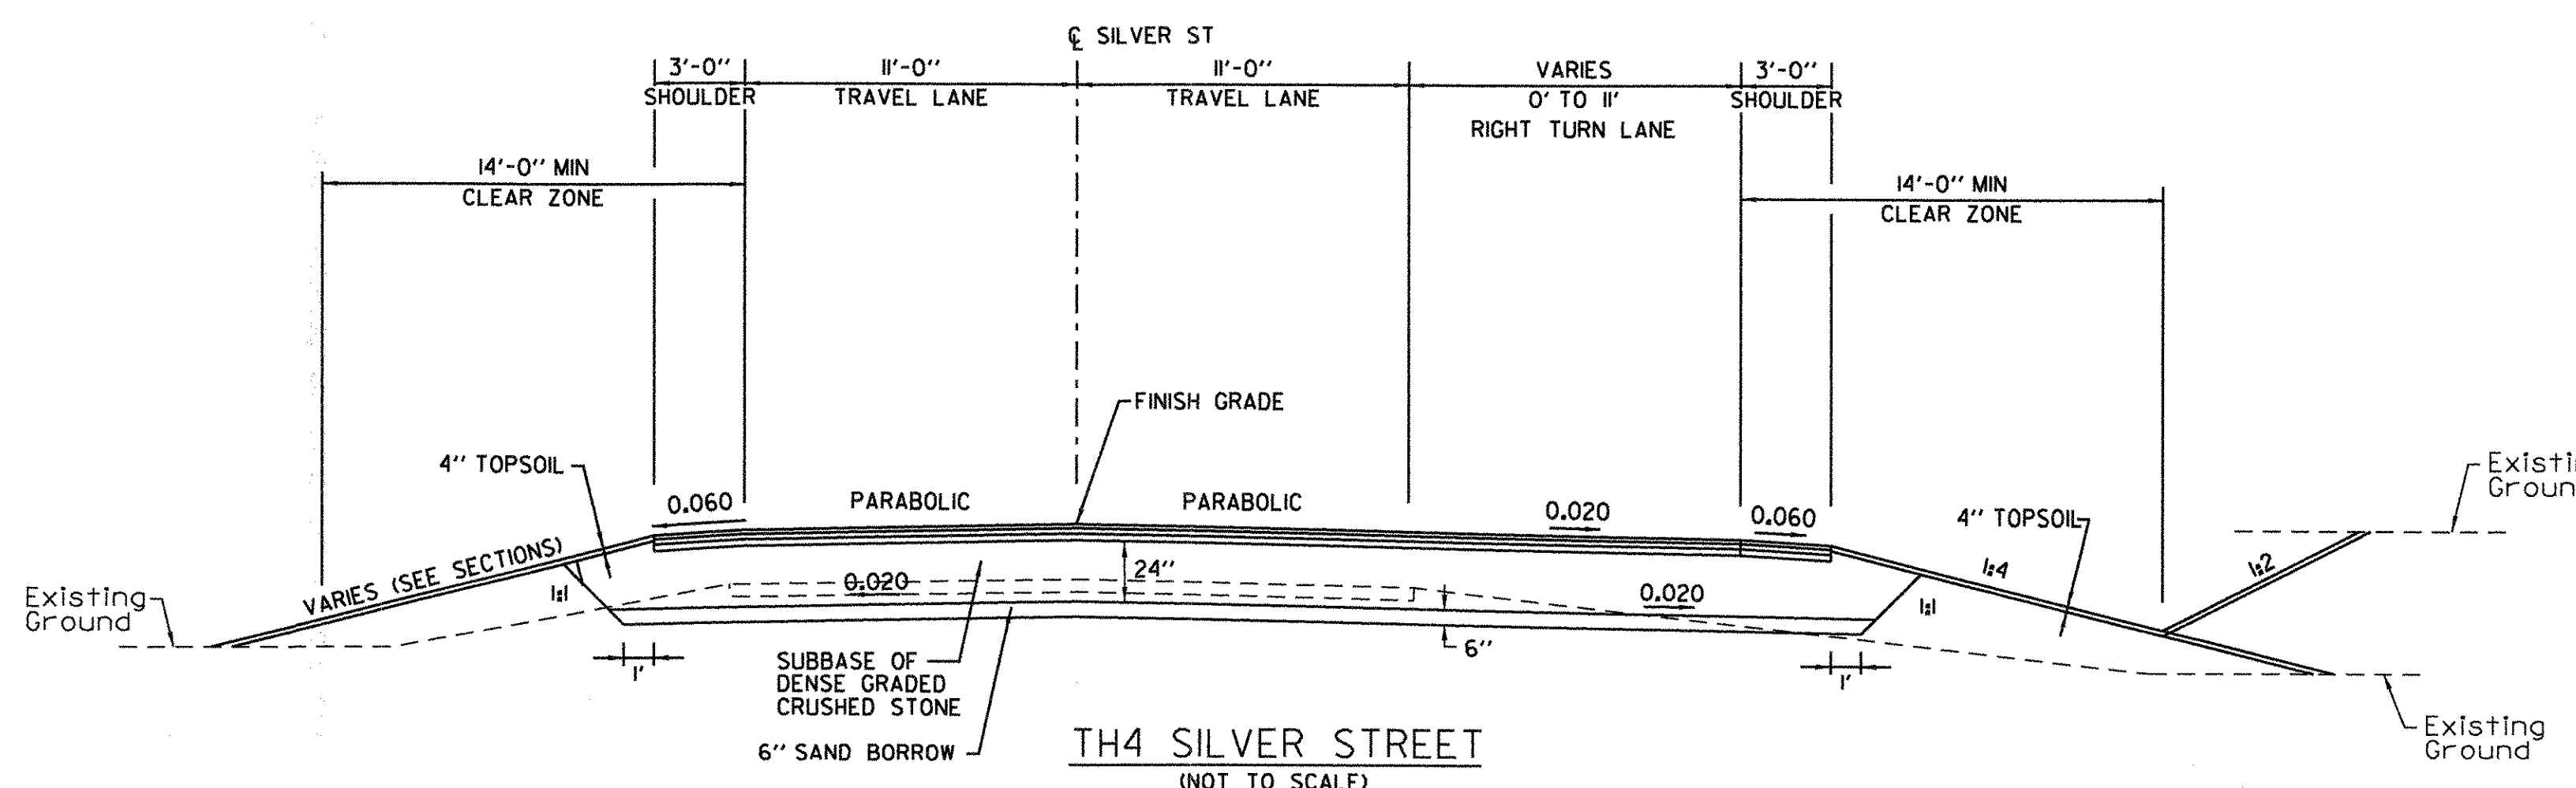 ℄ SILVER ST
3'-0" 11'-0" 11'-0" VARIES 3'-0"
SHOULDER TRAVEL LANE TRAVEL LANE 0' TO 11' SHOULDER
RIGHT TURN LANE
14'-0" MIN 14'-0" MIN
CLEAR ZONE CLEAR ZONE
FINISH GRADE
4" TOPSOIL
0.060 PARABOLIC PARABOLIC 0.020 0.060 4" TOPSOIL
VARIES (SEE SECTIONS)
1:1 0.020 24" 0.020 1:1 1:4 1:2
Existing
Ground
1' 6" 1'
SUBBASE OF
DENSE GRADED
CRUSHED STONE
6" SAND BORROW
Existing
Ground
TH4 SILVER STREET
(NOT TO SCALE)